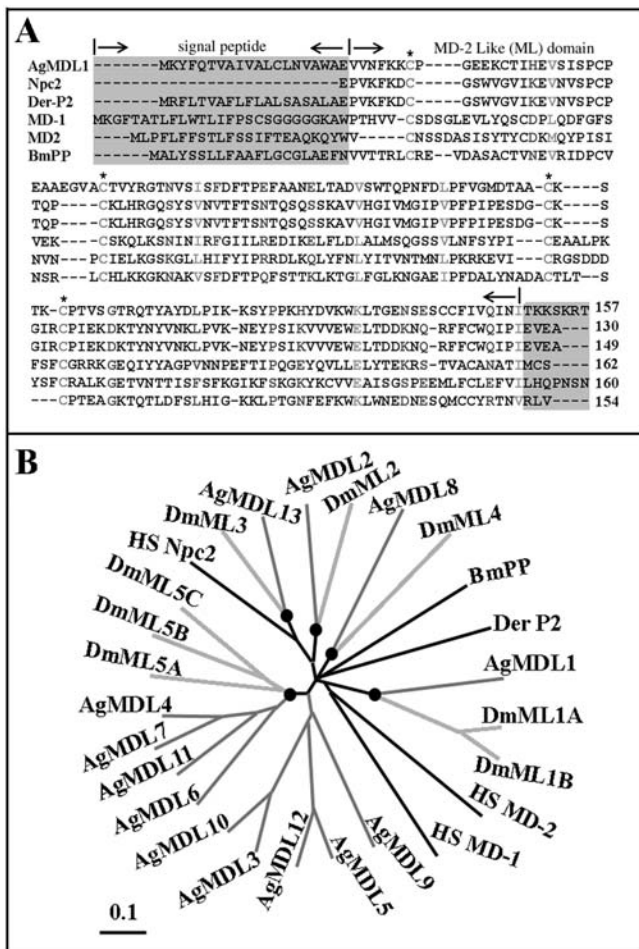 A
signal peptide
MD-2 Like (ML) domain
* 
AgMDL1 -------MKYFQTVAIVALCLNVAWAEVVNFKKCP----GEEKCTIHEVSISPCP
Npc2 ---------------------------EPVKFKDC-----GSWVGVIKEVNVSPCP
Der-P2 --------MRFLTVAFLFLALSASALAEPVKFKDC-----GSWVGVIKEVNVSPCP
MD-1 MKGFTATLFLWTLIFPSCSGGGGGKAWPTHVV--CSDSGLEVLYQSCDPLQDFGFS
MD2 ----MLPFLFFSTLFSSIFTEAQKQYWV-----CNSSDASISYTYCDKMQYPISI
BmPP ------MALYSSLLFAAFLGCLAEFNVVTTRLCRE---VDASACTVNEVRIDPCV
* *
EAAEGVACTVYRGTNVSISFDFTPEFAANELTADVSWTQPNFDLPFVGMDTAA--CK----S
TQP----CKLHRGQSYSVNVTFTSNTQSQSSKAVVHGIVMGIPVPFPIPESDG--CK----S
TQP----CKLHRGQSYSVNVTFTSNTQSQSSKAVVHGIVMGIPVPFPIPESDG--CK----S
VEK----CSKQLKSNINIRFGIILREDIKELFLDLALMSQGSSVLNFSYPI---CEAALPK
NVN---PCIELKGSKGLLHIFYIPRRDLKQLYFNLYITVNTMNLPKRKEVI---CRGSDDD
NSR---LCHLKKGKNAKVSFDFTPQFSTTKLKTGLFGLKNGAEIPFDALYNADACTLT--S
*
TK-CPTVSGTRQTYAYDLPIK-KSYPPKHYDVKWKLTGENSESCCFIVQINITKKSKRT 157
GIRCPIEKDKTYNYVNKLPVK-NEYPSIKVVVEWELTDDKNQ-RFFCWQIPIEVEA--- 130
GIRCPIEKDKTYNYVNKLPVK-NEYPSIKVVVEWELTDDKNQ-RFFCWQIPIEVEA--- 149
FSFCGRRKGEQIYYAGPVNNPEFTIPQGEYQVLLELYTEKRS-TVACANATIMCS---- 162
YSFCRALKGETVNTTISFSFKGIKFSKGKYKCVVEAISGSPEEMLFCLEFVILHQPNSN 160
----CPTEAGKTQTLDFSLHIG-KKLPTGNFEFKWKLWNEDNESQMCCYRTNVRLV---- 154
B
AgMDL2
DmML2
AgMDL13
AgMDL8
DmML3
DmML4
HS Npc2
BmPP
DmML5C
Der P2
DmML5B
AgMDL1
DmML5A
DmML1A
AgMDL4
DmML1B
AgMDL7
AgMDL11
HS MD-2
AgMDL6
HS MD-1
AgMDL10
AgMDL9
AgMDL3
AgMDL12
AgMDL5
0.1